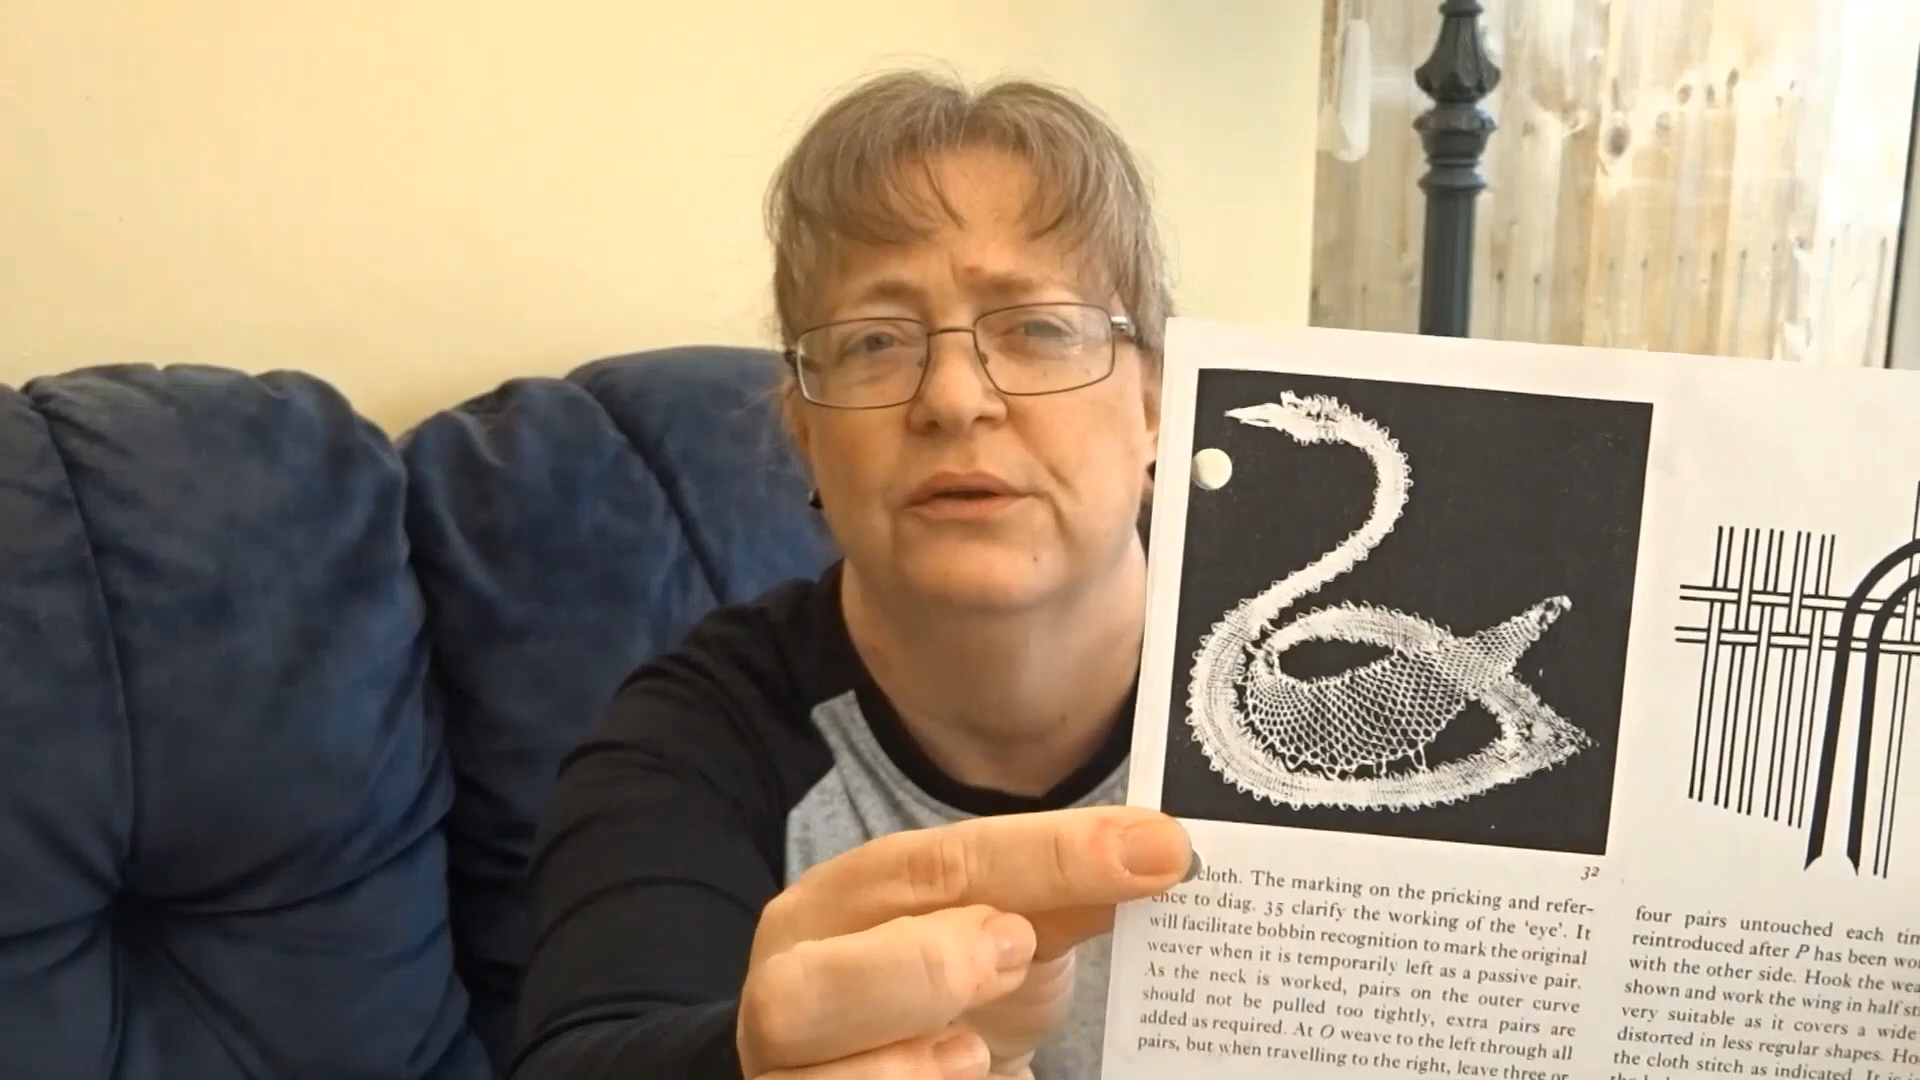 32
cloth. The marking on the pricking and refer-
ence to diag. 35 clarify the working of the ‘eye’. It
will facilitate bobbin recognition to mark the original
weaver when it is temporarily left as a passive pair.
As the neck is worked, pairs on the outer curve
should not be pulled too tightly, extra pairs are
added as required. At O weave to the left through all
pairs, but when travelling to the right, leave three or
four pairs untouched each
reintroduced after P has been
with the other side. Hook the
shown and work the wing in half
very suitable as it covers a wide
distorted in less regular shapes.
the cloth stitch as indicated. It is